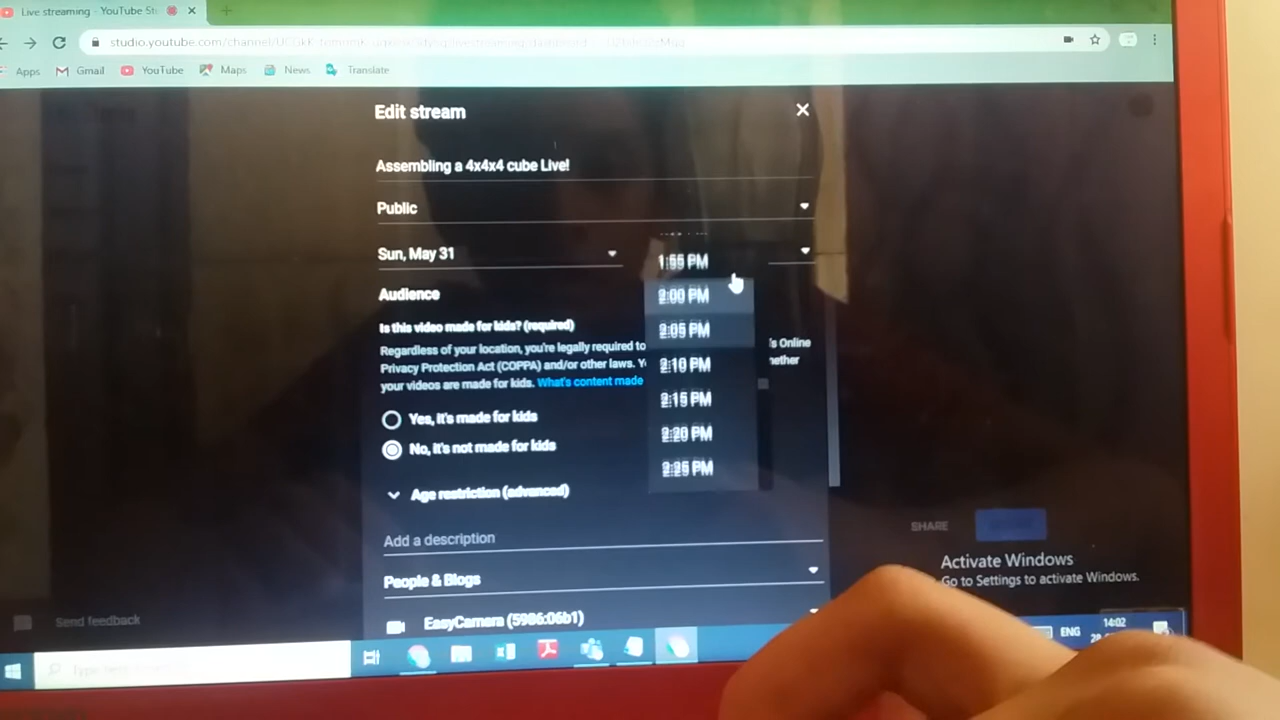 Live streaming - YouTube St
studio.youtube.com/channel/
Apps Gmail YouTube Maps News Translate
Edit stream
Assembling a 4x4x4 cube Live!
Public
Sun, May 31
1:55 PM
2:00 PM
2:05 PM
2:10 PM
2:15 PM
2:20 PM
2:25 PM
Audience
Is this video made for kids? (required)
Regardless of your location, you're legally required to 's Online
Privacy Protection Act (COPPA) and/or other laws. Y hether
your videos are made for kids. What's content made
Yes, it's made for kids
No, it's not made for kids
Age restriction (advanced)
Add a description
People & Blogs
EasyCamera (5986:06b1)
SHARE
Activate Windows
Go to Settings to activate Windows.
Send feedback
ENG
14:02